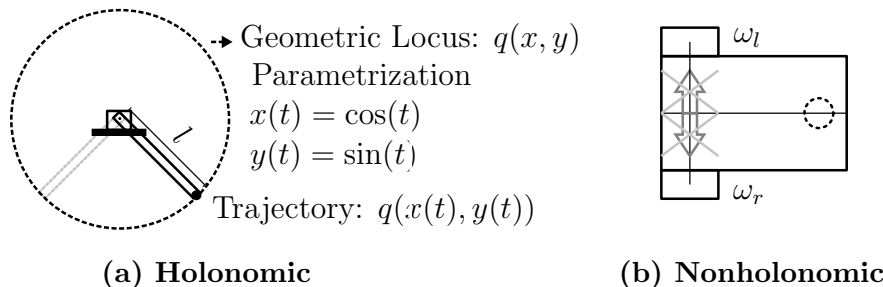 Geometric Locus: q(x, y)
Parametrization
x(t) = cos(t)
y(t) = sin(t)
l
Trajectory: q(x(t), y(t))
(a) Holonomic
ω_l
ω_r
(b) Nonholonomic